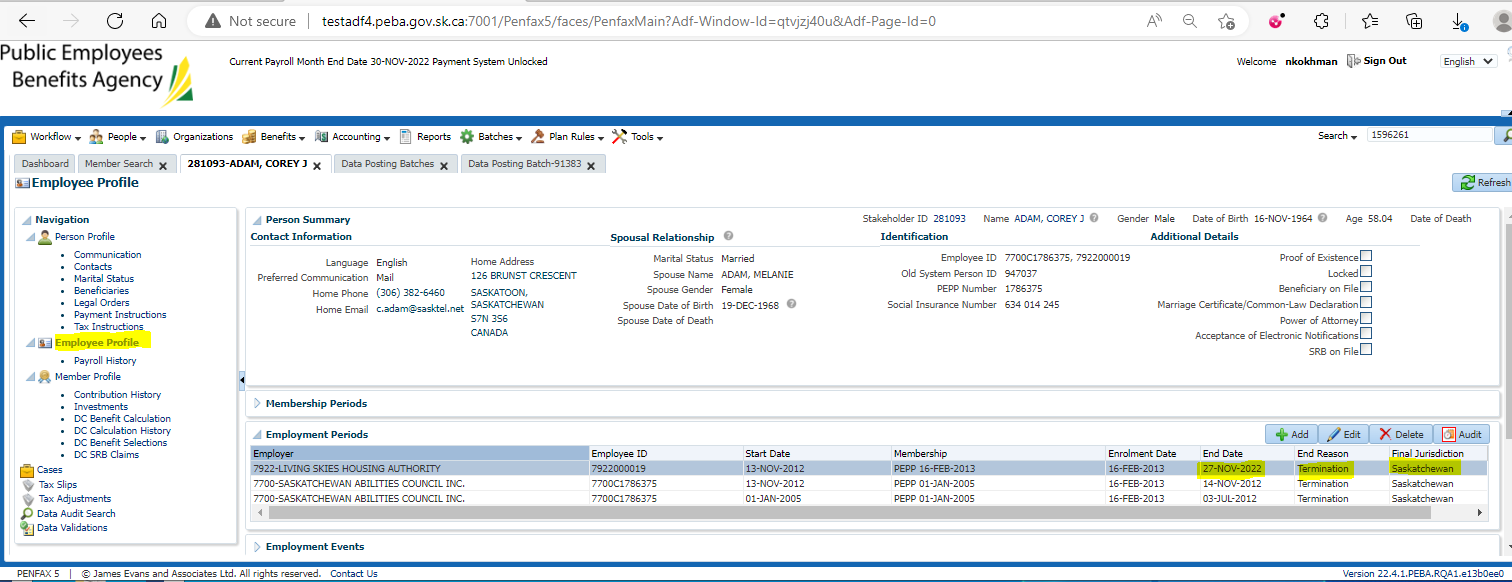 Not secure
testadf4.peba.gov.sk.ca:7001/Penfax5/faces/PenfaxMain?Adf-Window-Id=qtvjzj40u&Adf-Page-Id=0
Public Employees
Benefits Agency
Current Payroll Month End Date 30-NOV-2022 Payment System Unlocked
Welcome nkokhman Sign Out English
Workflow People Organizations Benefits Accounting Reports Batches Plan Rules Tools Search 1596261
Dashboard Member Search 281093-ADAM, COREY J Data Posting Batches Data Posting Batch-91383
Employee Profile Refresh
Navigation
Person Profile
Communication
Contacts
Marital Status
Beneficiaries
Legal Orders
Payment Instructions
Tax Instructions
Employee Profile
Payroll History
Member Profile
Contribution History
Investments
DC Benefit Calculation
DC Calculation History
DC Benefit Selections
DC SRB Claims
Cases
Tax Slips
Tax Adjustments
Data Audit Search
Data Validations
Person Summary Stakeholder ID 281093 Name ADAM, COREY J Gender Male Date of Birth 16-NOV-1964 Age 58.04 Date of Death
Contact Information
Language English
Preferred Communication Mail
Home Phone (306) 382-6460
Home Email c.adam@sasktel.net
Home Address
126 BRUNST CRESCENT
SASKATOON,
SASKATCHEWAN
S7N 3S6
CANADA
Spousal Relationship
Marital Status Married
Spouse Name ADAM, MELANIE
Spouse Gender Female
Spouse Date of Birth 19-DEC-1968
Spouse Date of Death
Identification
Employee ID 7700C1786375, 7922000019
Old System Person ID 947037
PEPP Number 1786375
Social Insurance Number 634 014 245
Additional Details
Proof of Existence
Locked
Beneficiary on File
Marriage Certificate/Common-Law Declaration
Power of Attorney
Acceptance of Electronic Notifications
SRB on File
Membership Periods
Employment Periods Add Edit Delete Audit
Employer Employee ID Start Date Membership Enrolment Date End Date End Reason Final Jurisdiction
7922-LIVING SKIES HOUSING AUTHORITY 7922000019 13-NOV-2012 PEPP 16-FEB-2013 16-FEB-2013 27-NOV-2022 Termination Saskatchewan
7700-SASKATCHEWAN ABILITIES COUNCIL INC. 7700C1786375 13-NOV-2012 PEPP 01-JAN-2005 16-FEB-2013 14-NOV-2012 Termination Saskatchewan
7700-SASKATCHEWAN ABILITIES COUNCIL INC. 7700C1786375 01-JAN-2005 PEPP 01-JAN-2005 16-FEB-2013 03-JUL-2012 Termination Saskatchewan
Employment Events
PENFAX 5 | © James Evans and Associates Ltd. All rights reserved. Contact Us Version 22.4.1.PEBA.RQA1.e13b0ee0